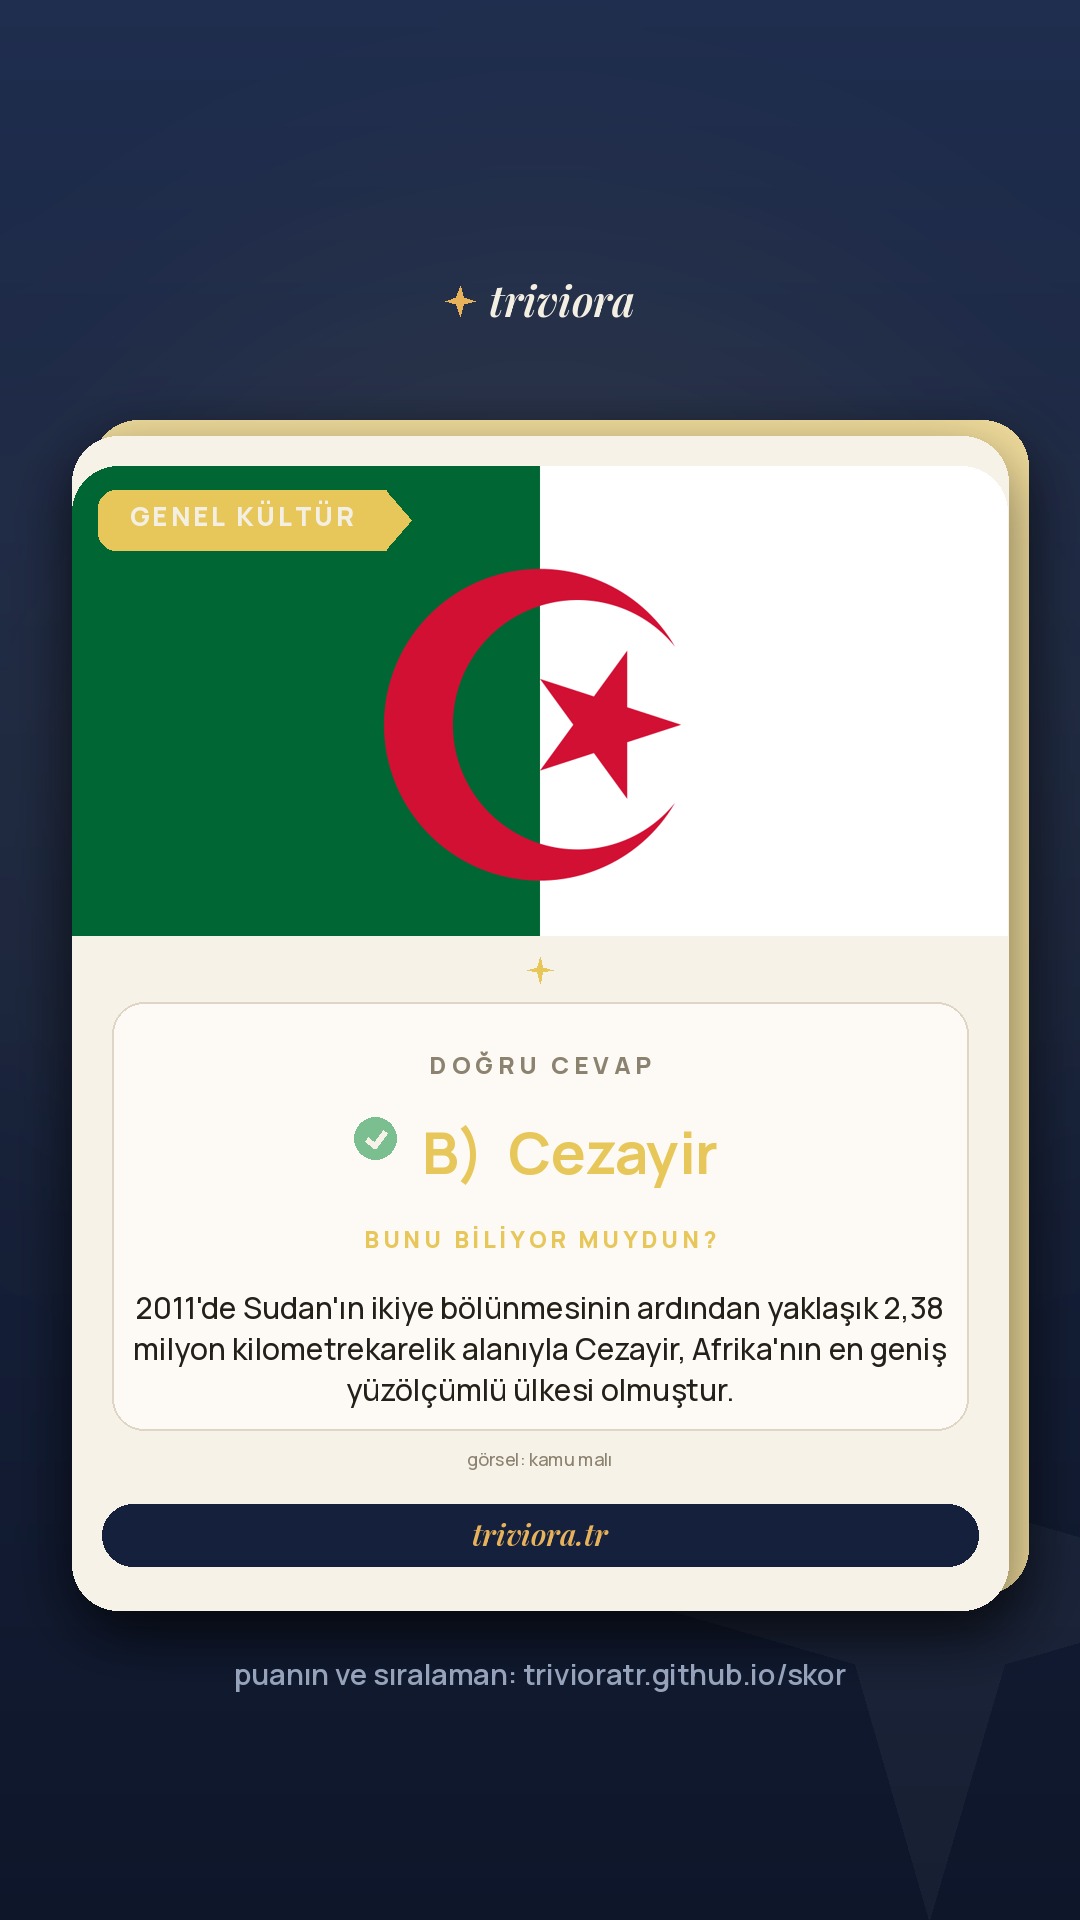 triviora
GENEL KÜLTÜR
DOĞRU CEVAP
B) Cezayir
BUNU BİLİYOR MUYDUN?
2011'de Sudan'ın ikiye bölünmesinin ardından yaklaşık 2,38
milyon kilometrekarelik alanıyla Cezayir, Afrika'nın en geniş
yüzölçümlü ülkesi olmuştur.
görsel: kamu malı
triviora.tr
puanın ve sıralaman: trivioratr.github.io/skor